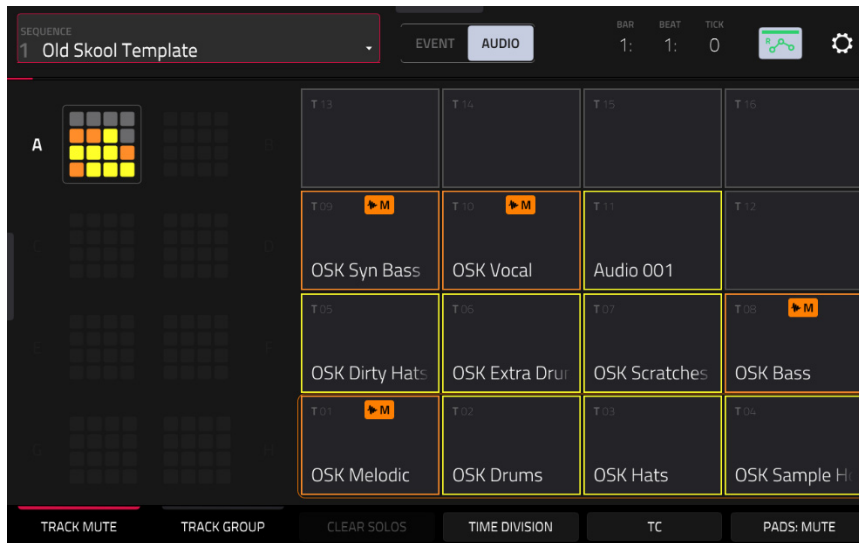 SEQUENCE
1 Old Skool Template
EVENT AUDIO
BAR BEAT TICK
1: 1: 0
A B
T 13 T 14 T 15 T 16
T 09 M T 10 M T 11 T 12
OSK Syn Bass OSK Vocal Audio 001
C D
T 05 T 06 T 07 T 08 M
E F
OSK Dirty Hats OSK Extra Drur OSK Scratches OSK Bass
T 01 M T 02 T 03 T 04
G H
OSK Melodic OSK Drums OSK Hats OSK Sample H
TRACK MUTE TRACK GROUP CLEAR SOLOS TIME DIVISION TC PADS: MUTE